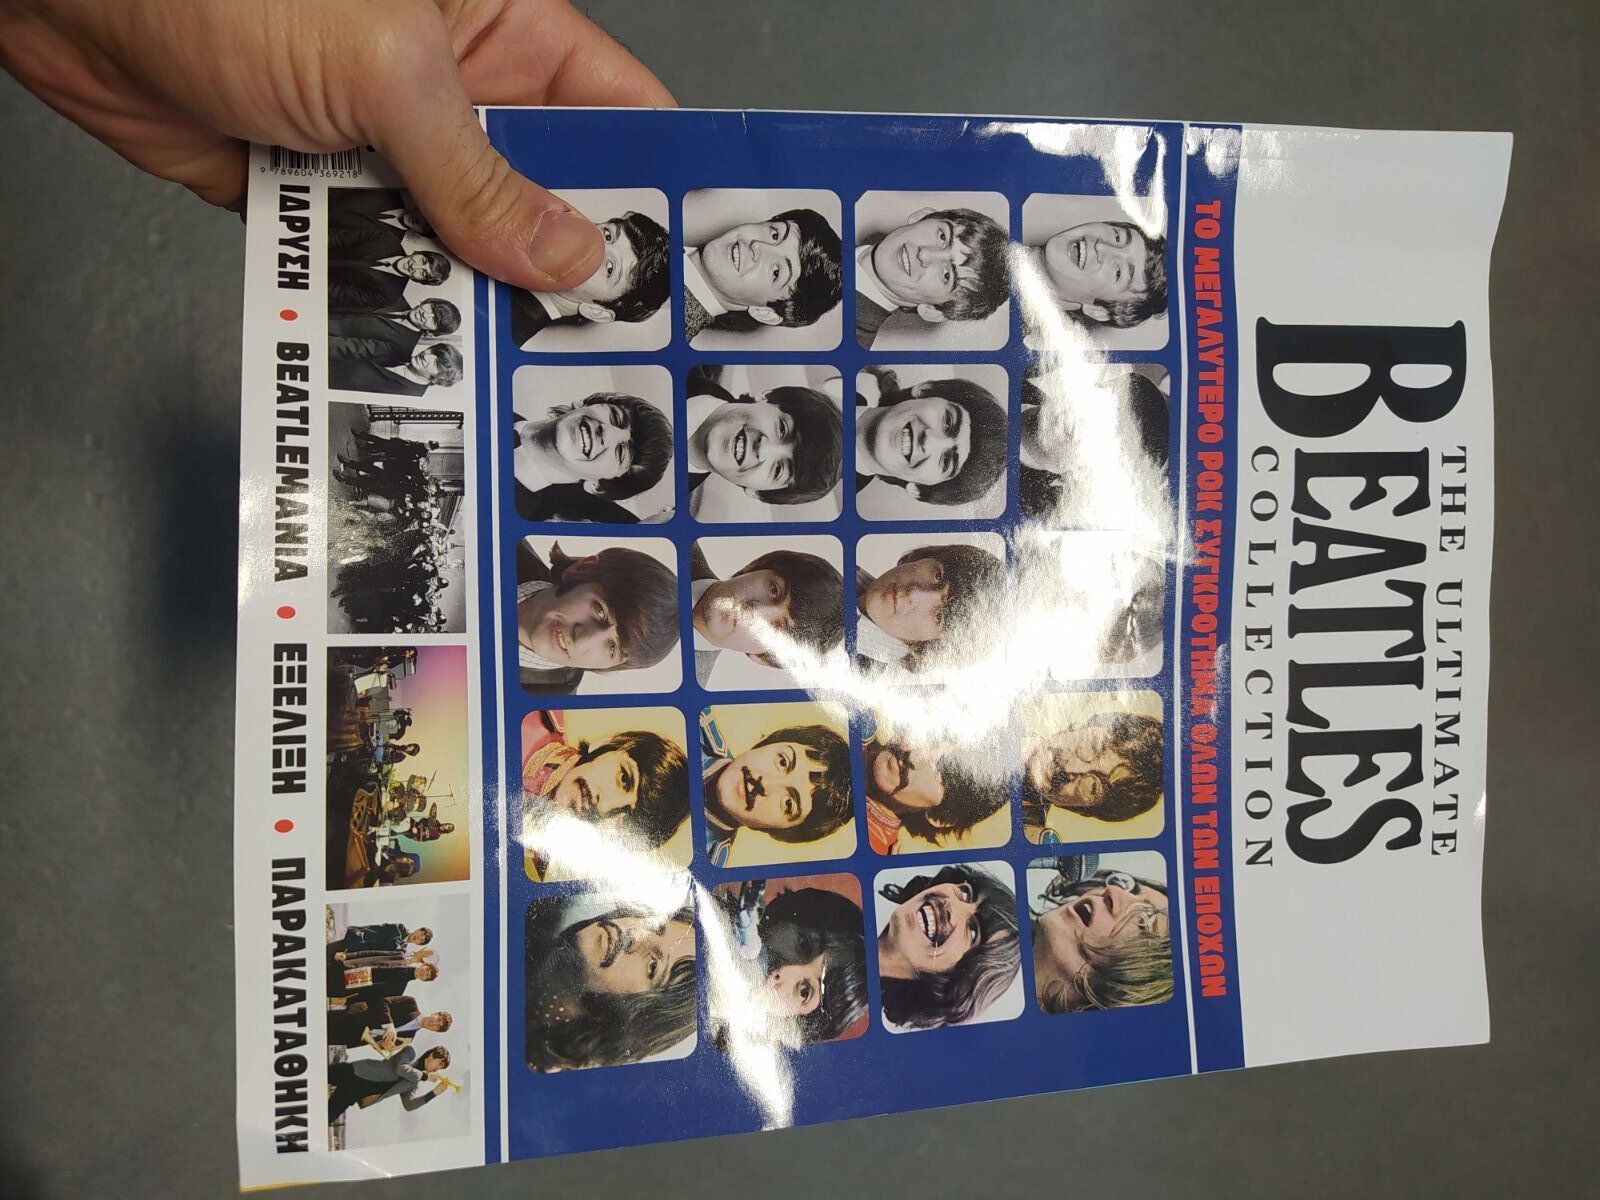 THE ULTIMATE
BEATLES
COLLECTION
ΤΟ ΜΕΓΑΛΥΤΕΡΟ ΡΟΚ ΣΥΓΚΡΟΤΗΜΑ ΟΛΩΝ ΤΩΝ ΕΠΟΧΩΝ
ΙΔΡΥΣΗ • BEATLEMANIA • ΕΞΕΛΙΞΗ • ΠΑΡΑΚΑΤΑΘΗΚΗ
9 789604 369218